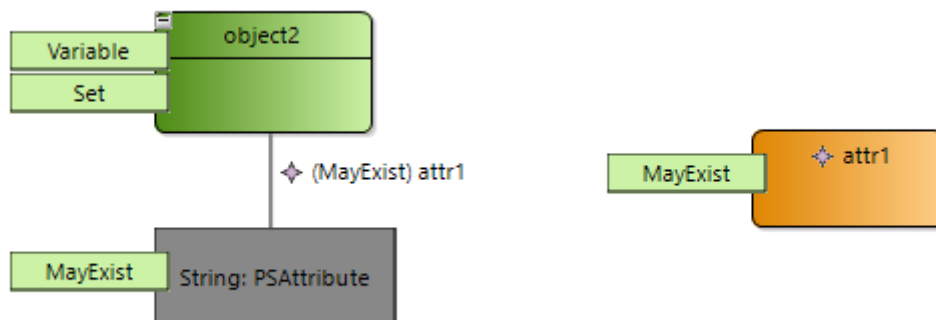 object2
Variable
Set
(MayExist) attr1
MayExist
String: PSAttribute
attr1
MayExist